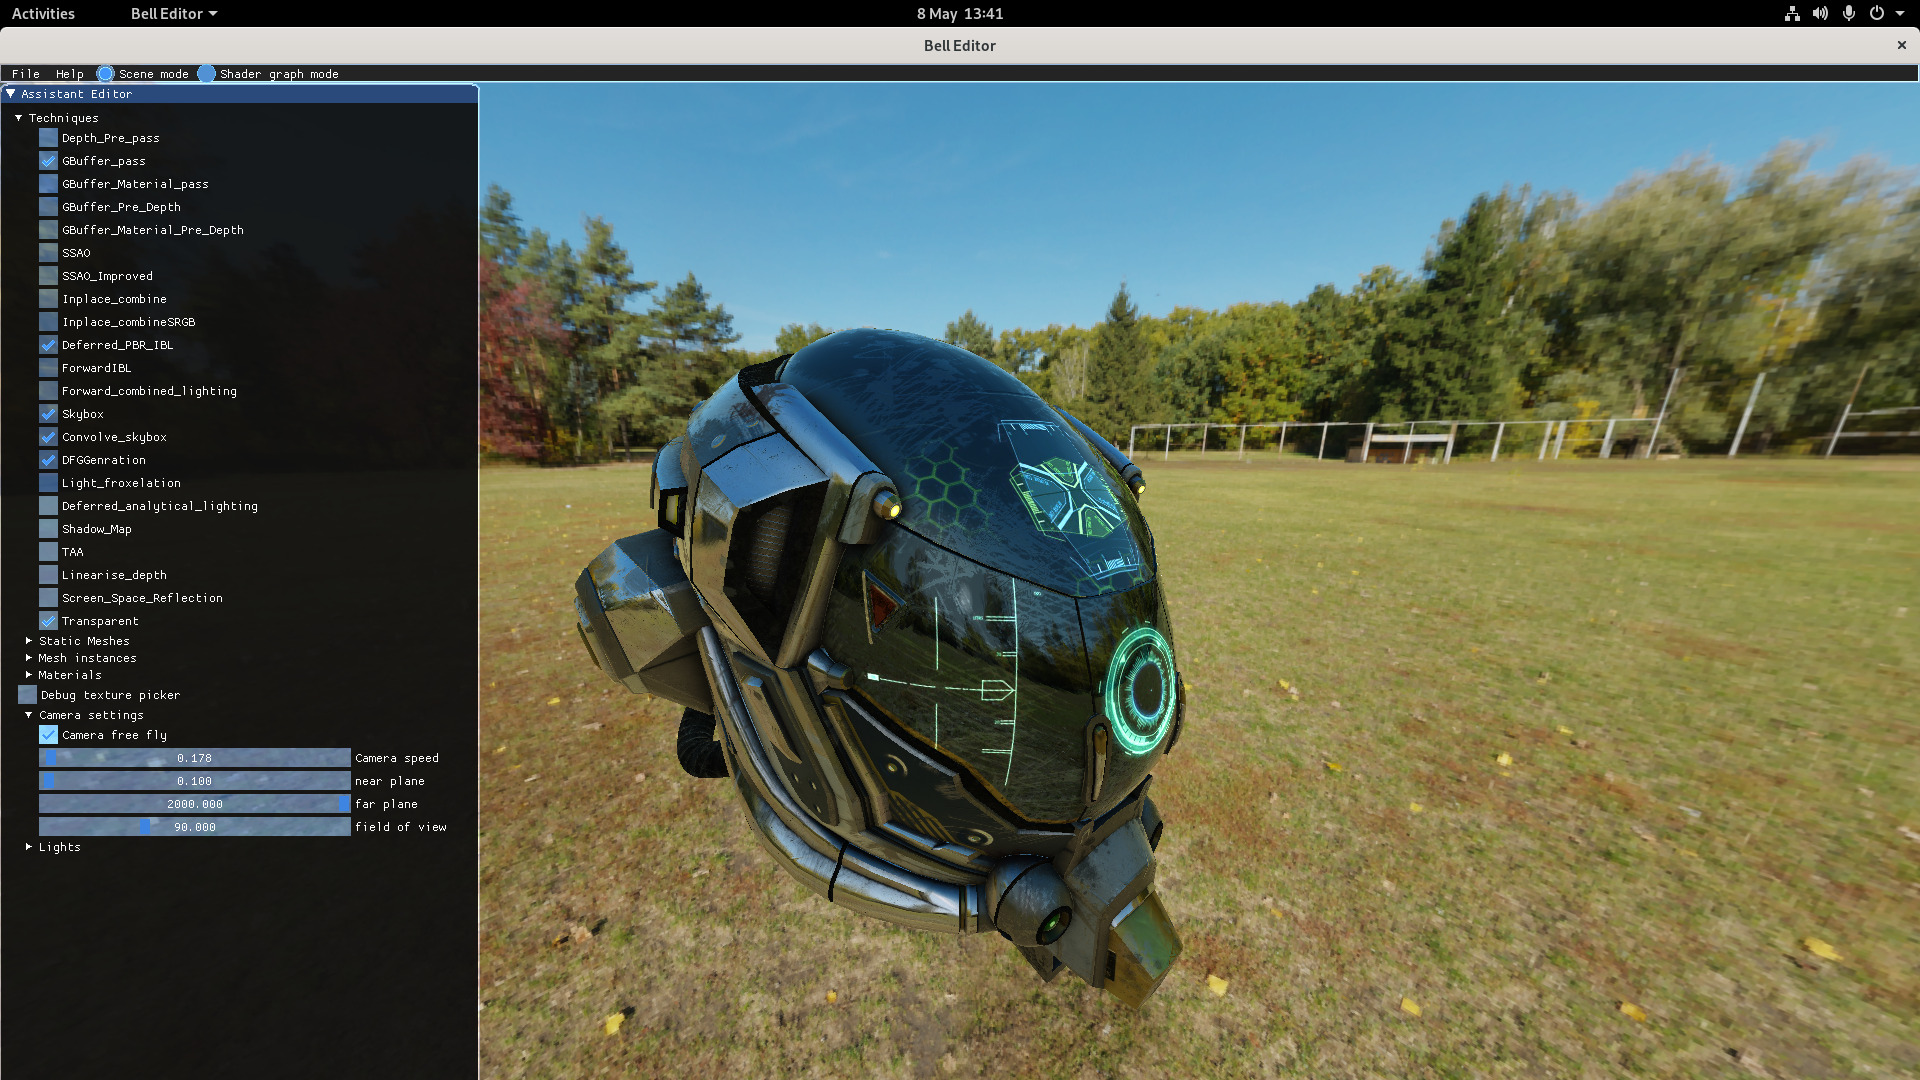 Activities Bell Editor 8 May 13:41
Bell Editor
File Help Scene mode Shader graph mode
Assistant Editor
Techniques
Depth_Pre_pass
GBuffer_pass
GBuffer_Material_pass
GBuffer_Pre_Depth
GBuffer_Material_Pre_Depth
SSAO
SSAO_Improved
Inplace_combine
Inplace_combineSRGB
Deferred_PBR_IBL
ForwardIBL
Forward_combined_lighting
Skybox
Convolve_skybox
DFGGenration
Light_froxelation
Deferred_analytical_lighting
Shadow_Map
TAA
Linearise_depth
Screen_Space_Reflection
Transparent
Static Meshes
Mesh instances
Materials
Debug texture picker
Camera settings
Camera free fly
0.178 Camera speed
0.100 near plane
2000.000 far plane
90.000 field of view
Lights